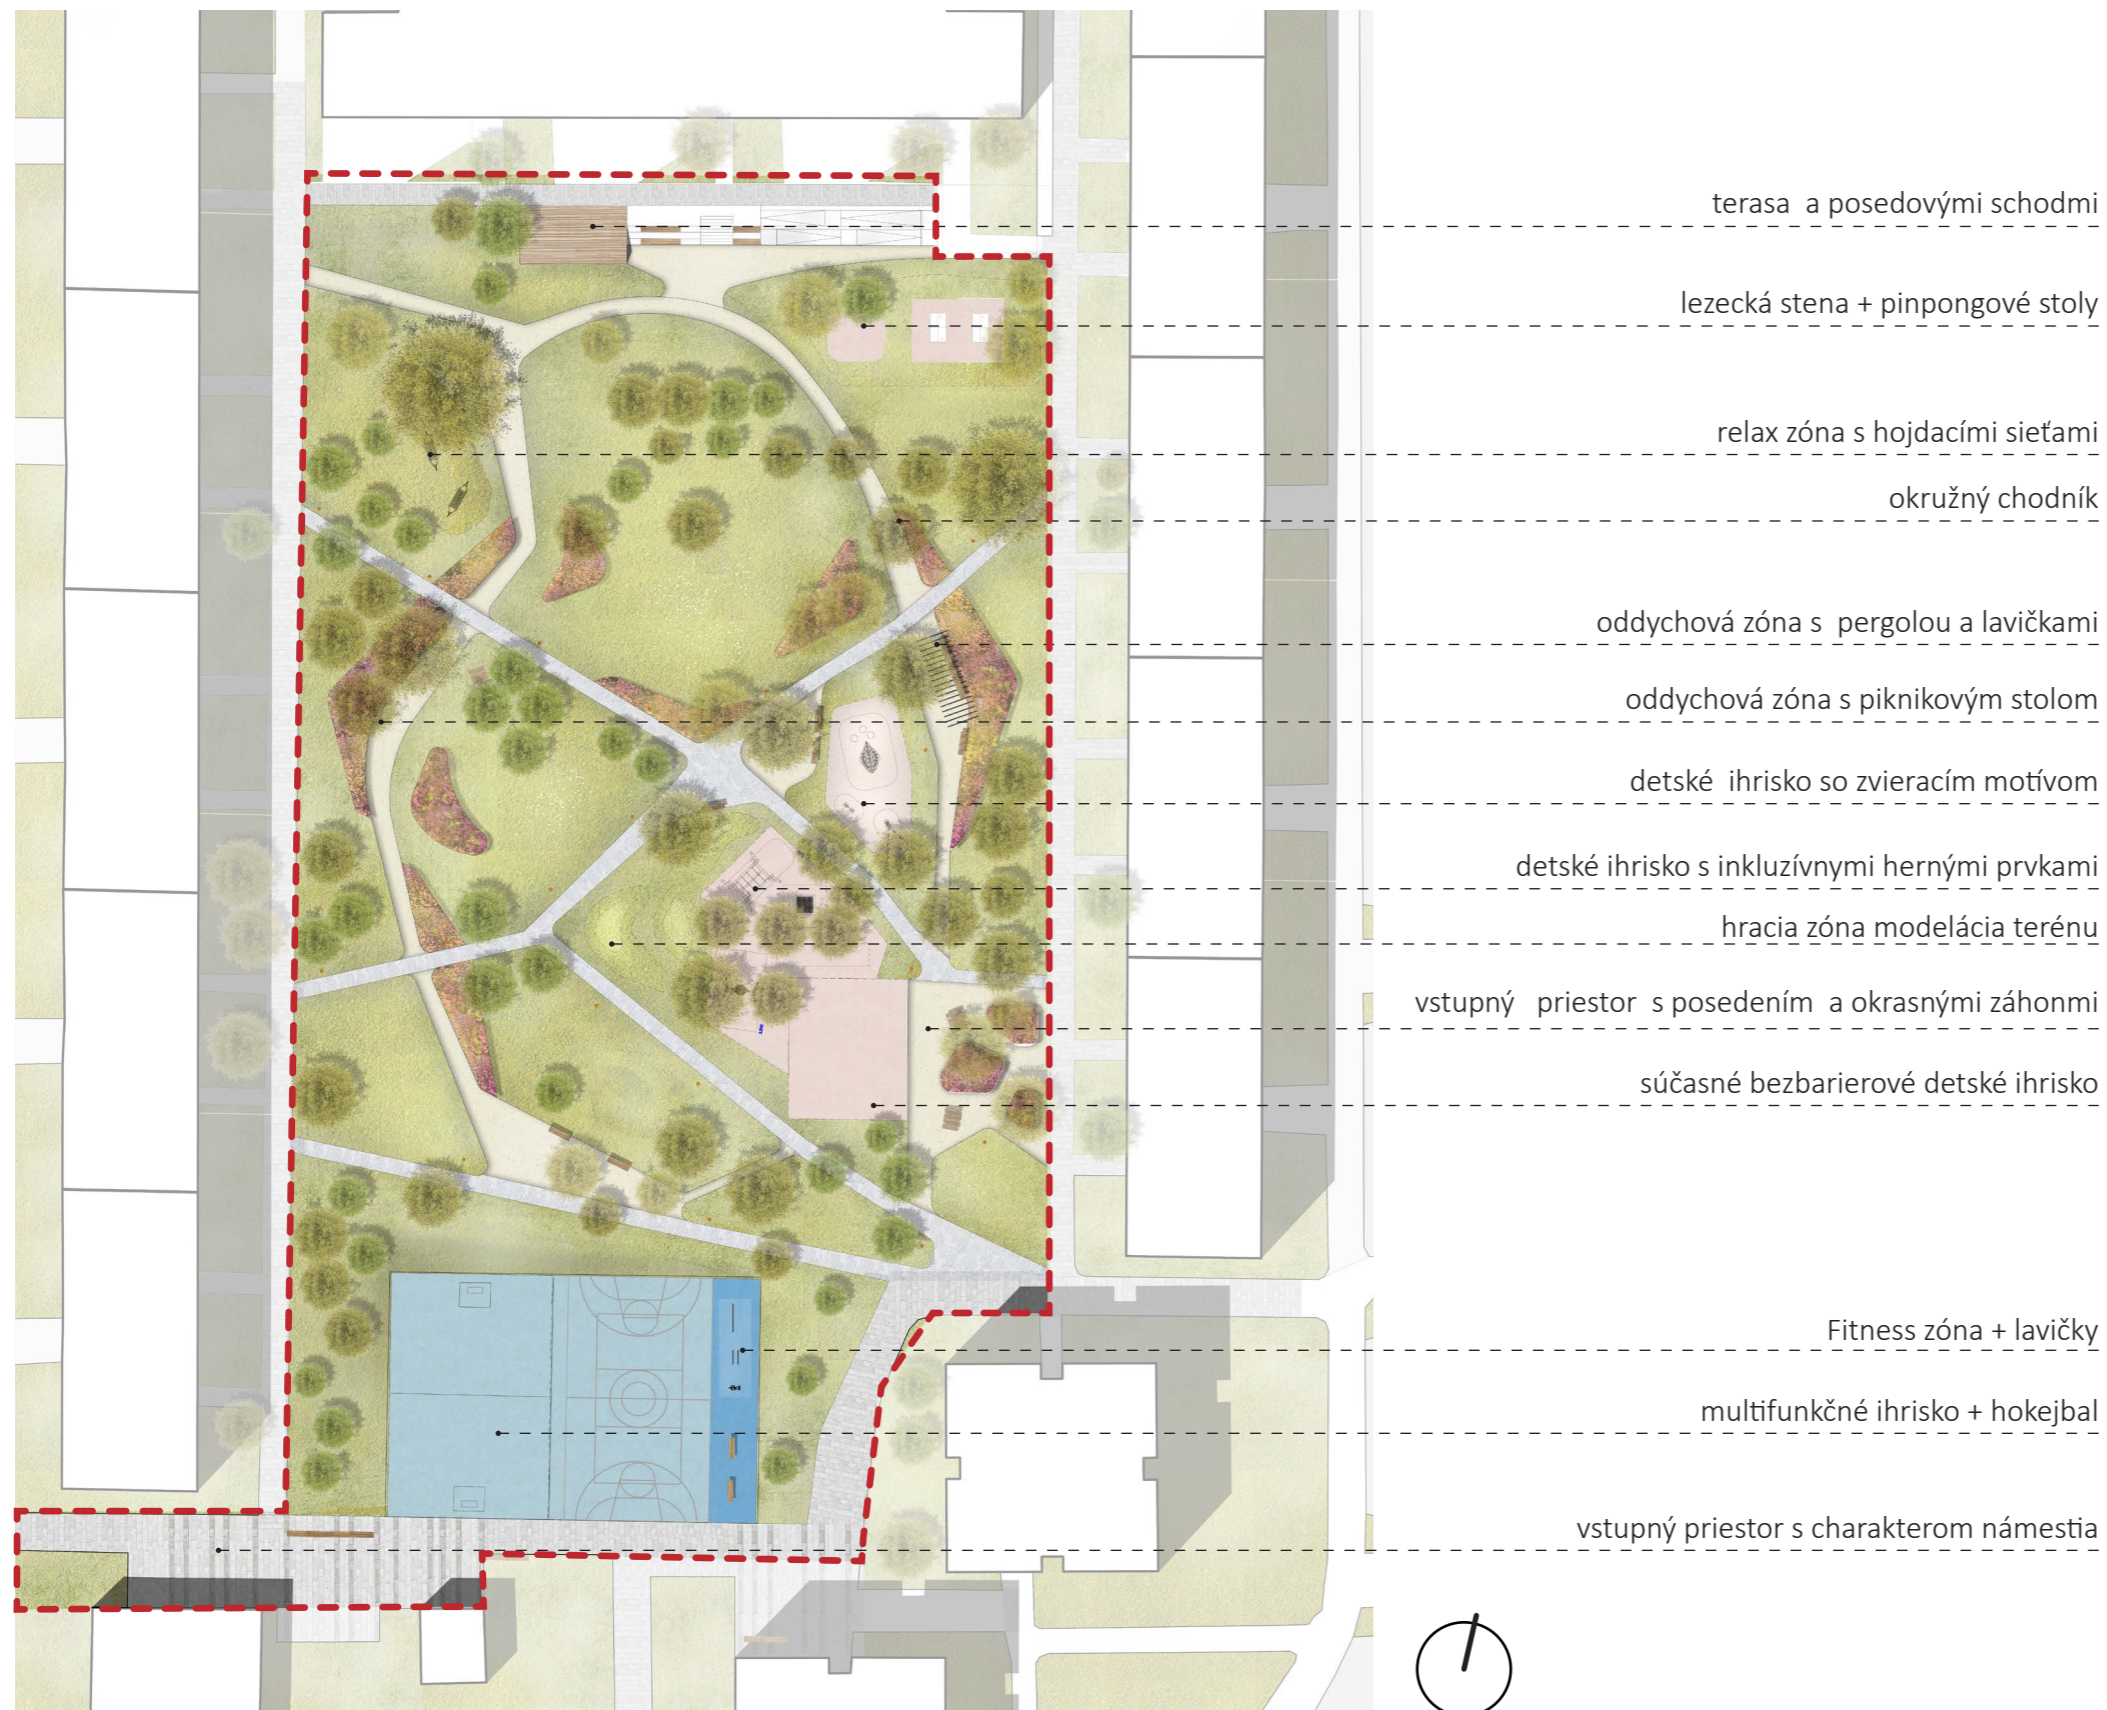 terasa a posedovými schodmi
lezecká stena + pinpongové stoly
relax zóna s hojdacími sieťami
okružný chodník
oddychová zóna s pergolou a lavičkami
oddychová zóna s piknikovým stolom
detské ihrisko so zvieracím motívom
detské ihrisko s inkluzívnymi hernými prvkami
hracia zóna modelácia terénu
vstupný priestor s posedením a okrasnými záhonmi
súčasné bezbarierové detské ihrisko
Fitness zóna + lavičky
multifunkčné ihrisko + hokejbal
vstupný priestor s charakterom námestia